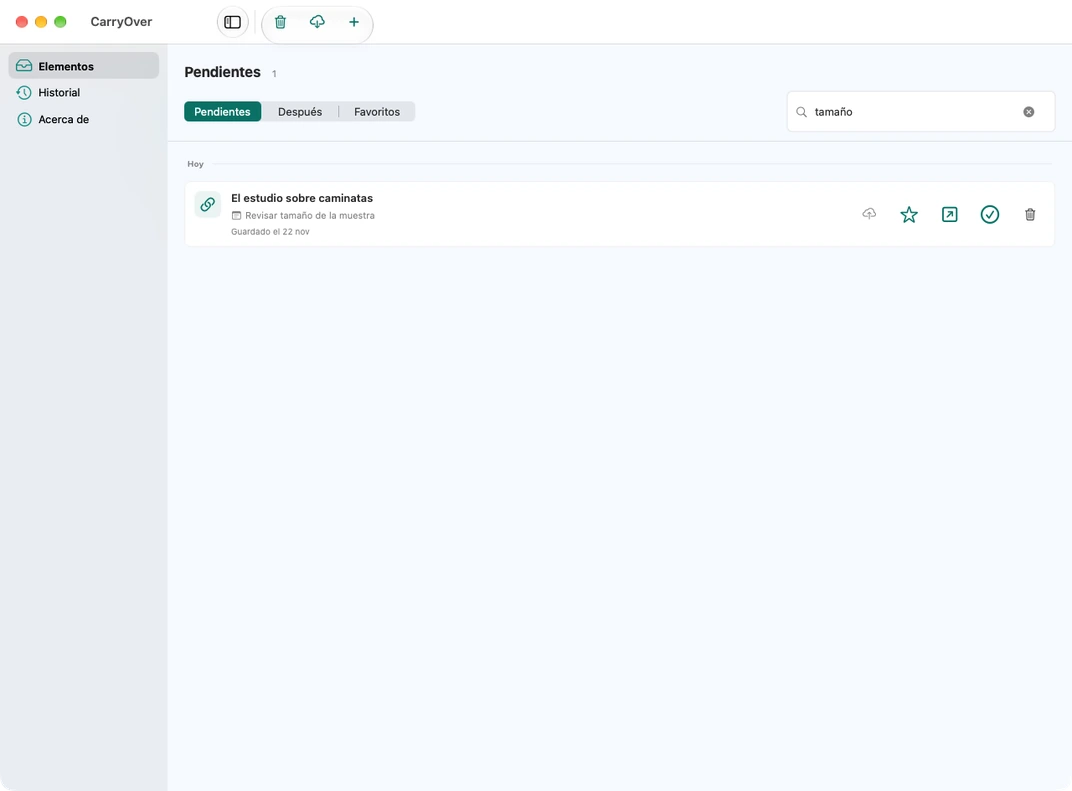 CarryOver
Elementos
Historial
Acerca de
Pendientes 1
Pendientes Después Favoritos
tamaño
Hoy
El estudio sobre caminatas
Revisar tamaño de la muestra
Guardado el 22 nov